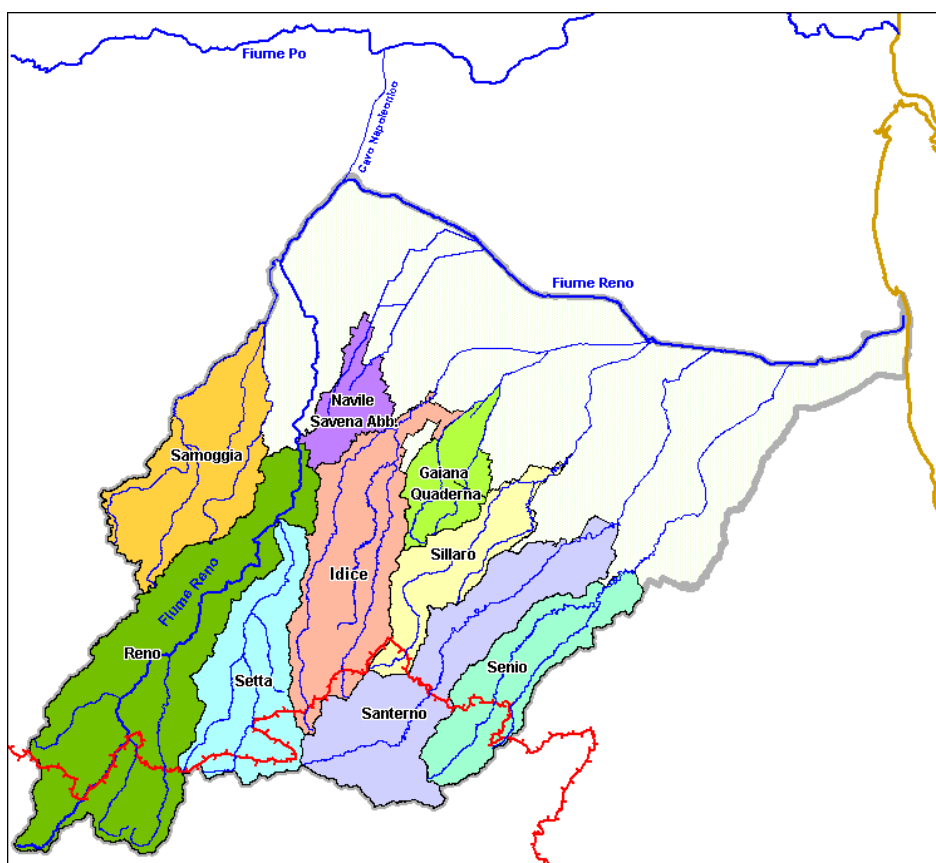 Fiume Po
Cavo Napoleonico
Fiume Reno
Navile
Savena Abb.
Samoggia
Gaiana
Quaderna
Sillaro
Idice
Fiume Reno
Reno
Setta
Senio
Santerno